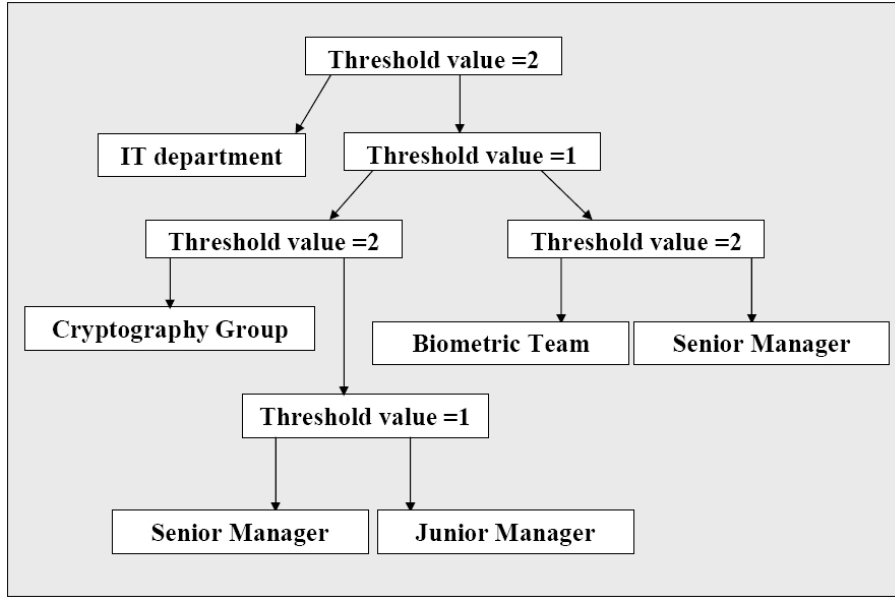 Threshold value =2
IT department
Threshold value =1
Threshold value =2
Threshold value =2
Cryptography Group
Biometric Team
Senior Manager
Threshold value =1
Senior Manager
Junior Manager